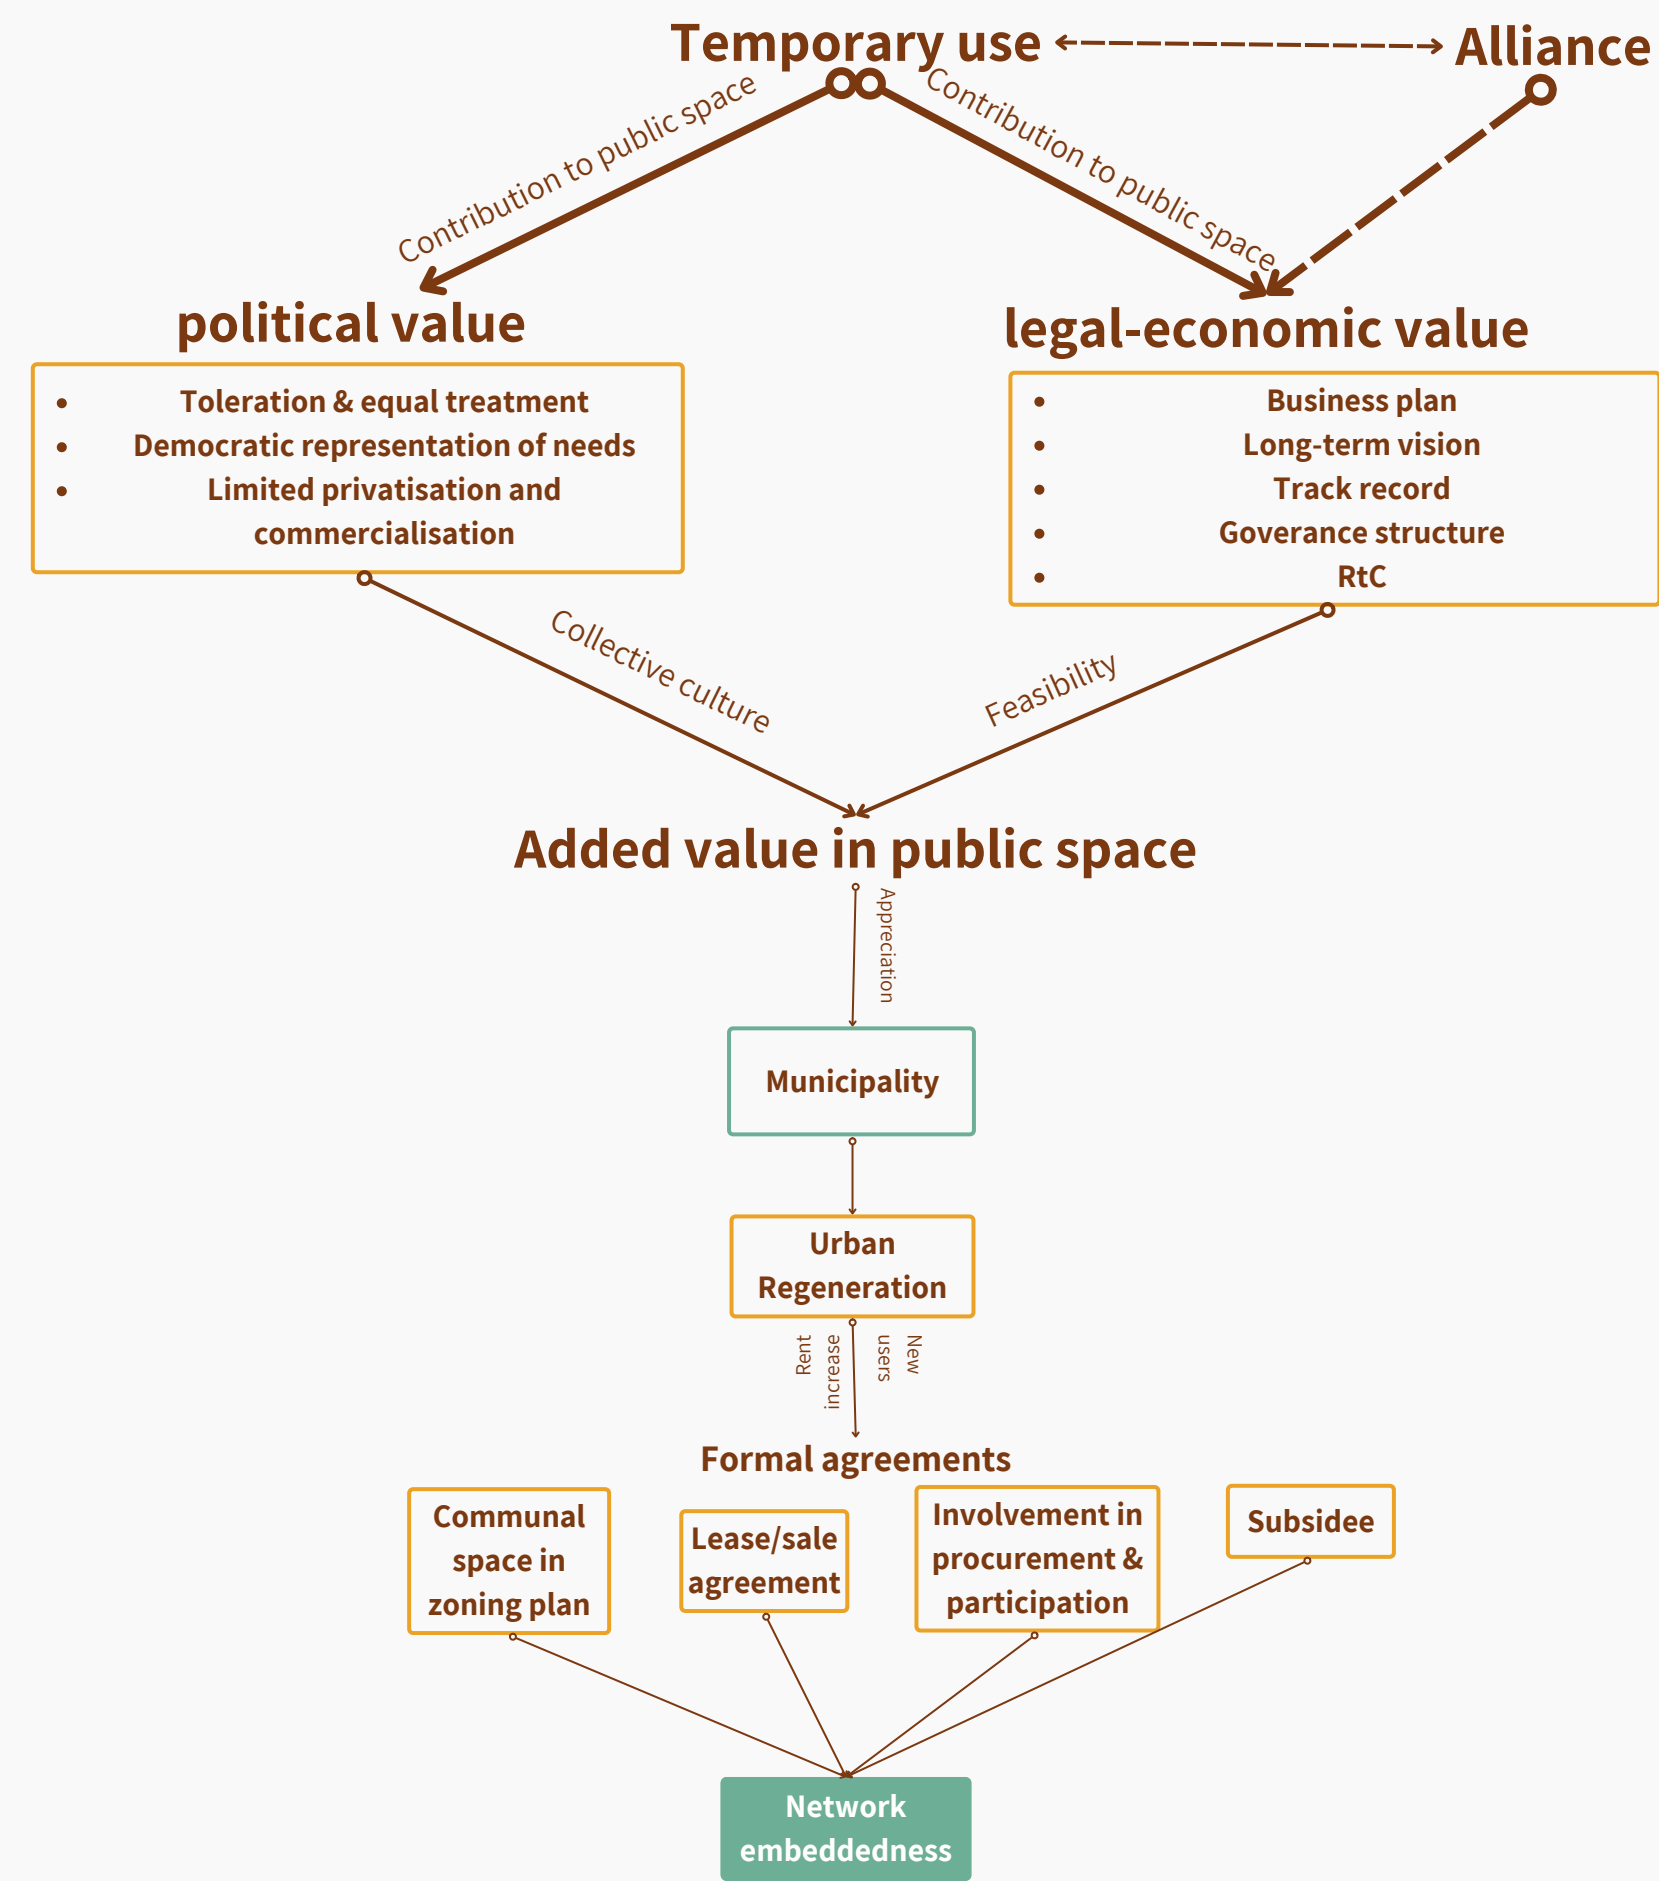 Temporary use
Alliance
Contribution to public space
Contribution to public space
political value
legal-economic value
• Toleration & equal treatment
• Democratic representation of needs
• Limited privatisation and
commercialisation
• Business plan
• Long-term vision
• Track record
• Goverance structure
• RtC
Collective culture
Feasibility
Added value in public space
Appreciation
Municipality
Urban
Regeneration
Rent
increase
New
users
Formal agreements
Communal
space in
zoning plan
Lease/sale
agreement
Involvement in
procurement &
participation
Subsidee
Network
embeddedness